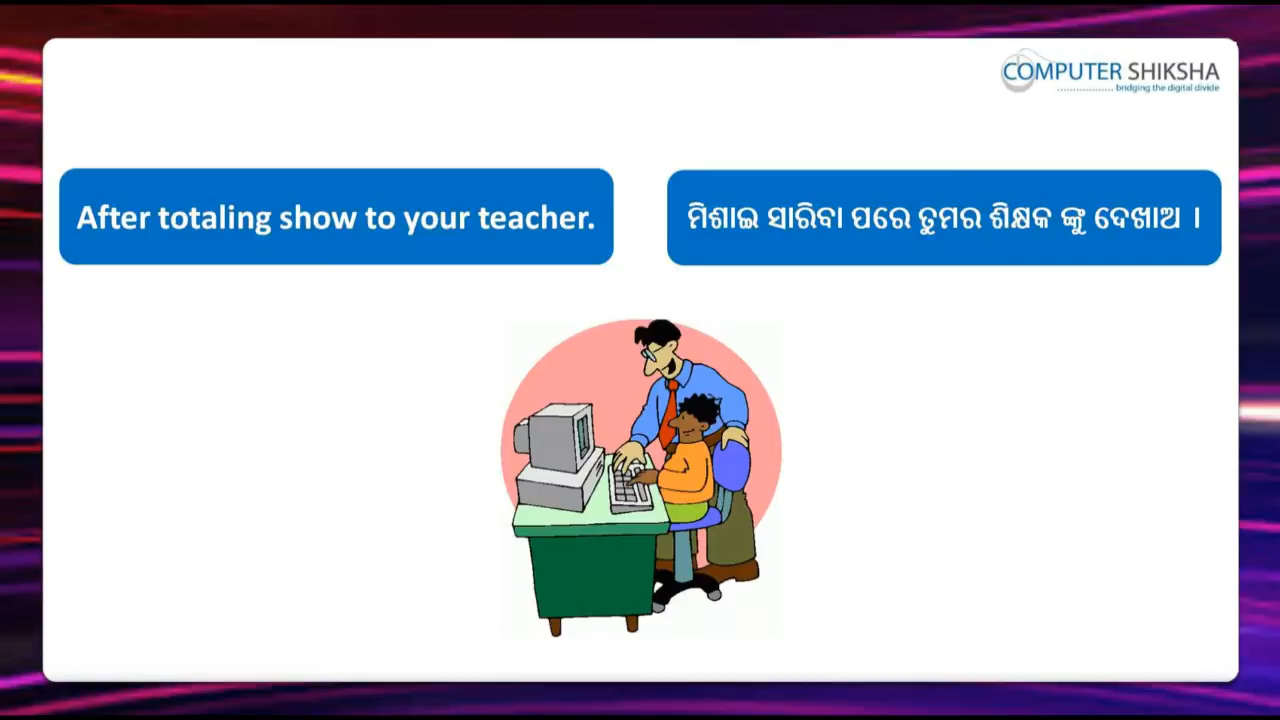 COMPUTER SHIKSHA
bridging the digital divide
After totaling show to your teacher.
ମିଶାଇ ସାରିବା ପରେ ତୁମର ଶିକ୍ଷକ ଙ୍କୁ ଦେଖାଅ ।